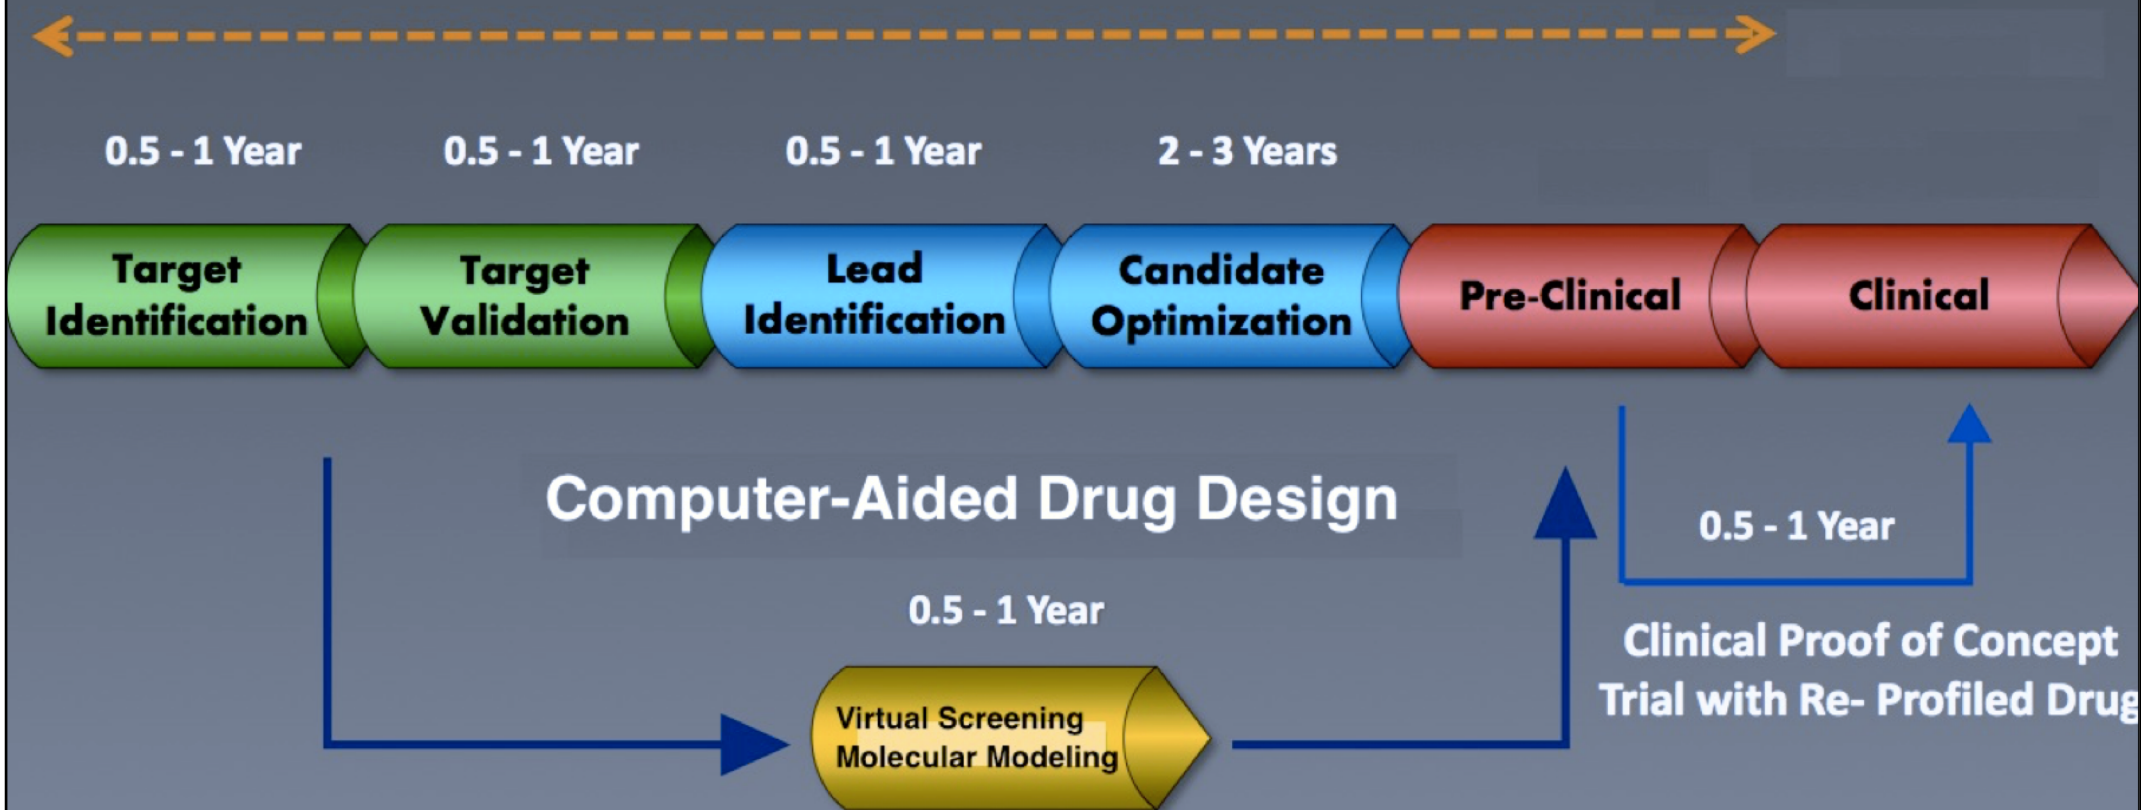 0.5 - 1 Year
0.5 - 1 Year
0.5 - 1 Year
2 - 3 Years
Target
Identification
Target
Validation
Lead
Identification
Candidate
Optimization
Pre-Clinical
Clinical
Computer-Aided Drug Design
0.5 - 1 Year
0.5 - 1 Year
Virtual Screening
Molecular Modeling
Clinical Proof of Concept
Trial with Re- Profiled Drug